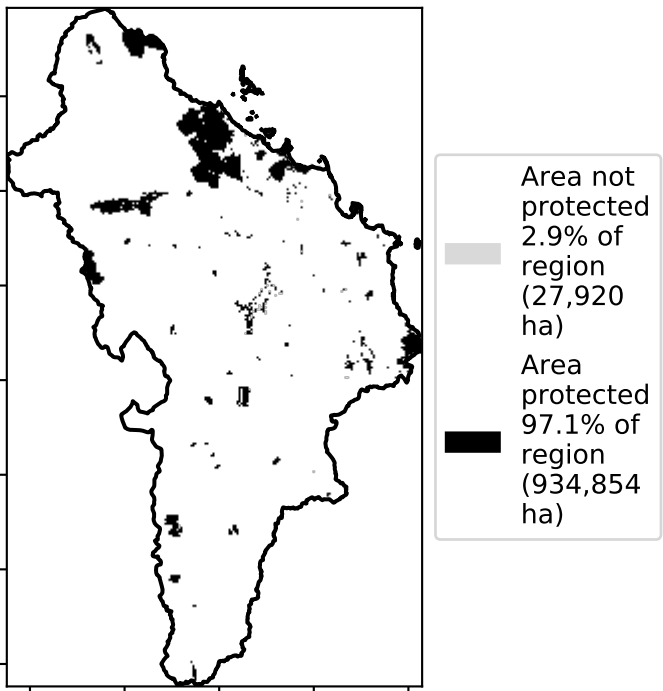 Area not
protected
2.9% of
region
(27,920
ha)
Area
protected
97.1% of
region
(934,854
ha)